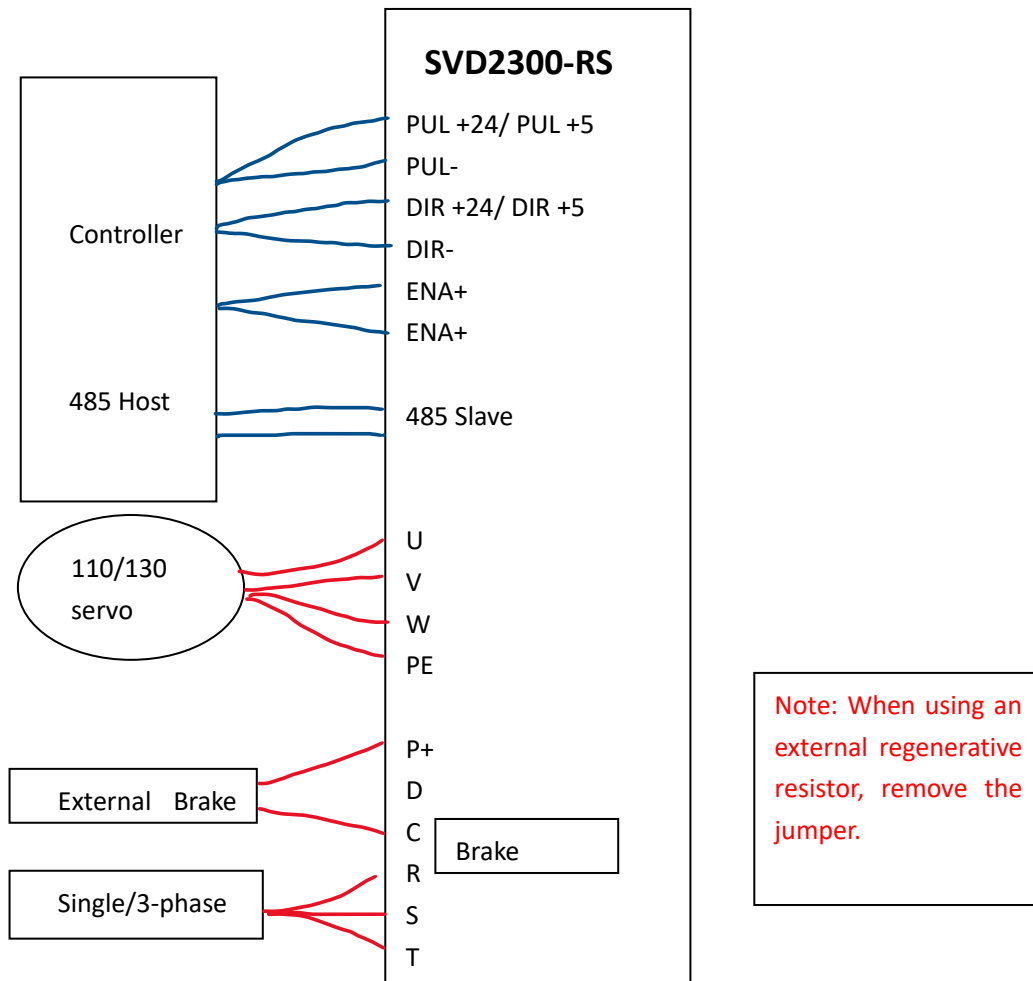 SVD2300-RS
PUL +24/ PUL +5
PUL-
DIR +24/ DIR +5
Controller
DIR-
ENA+
ENA+
485 Host
485 Slave
U
110/130
servo
V
W
PE
P+
D
External Brake
C
Brake
R
Single/3-phase
S
T
Note: When using an
external regenerative
resistor, remove the
jumper.